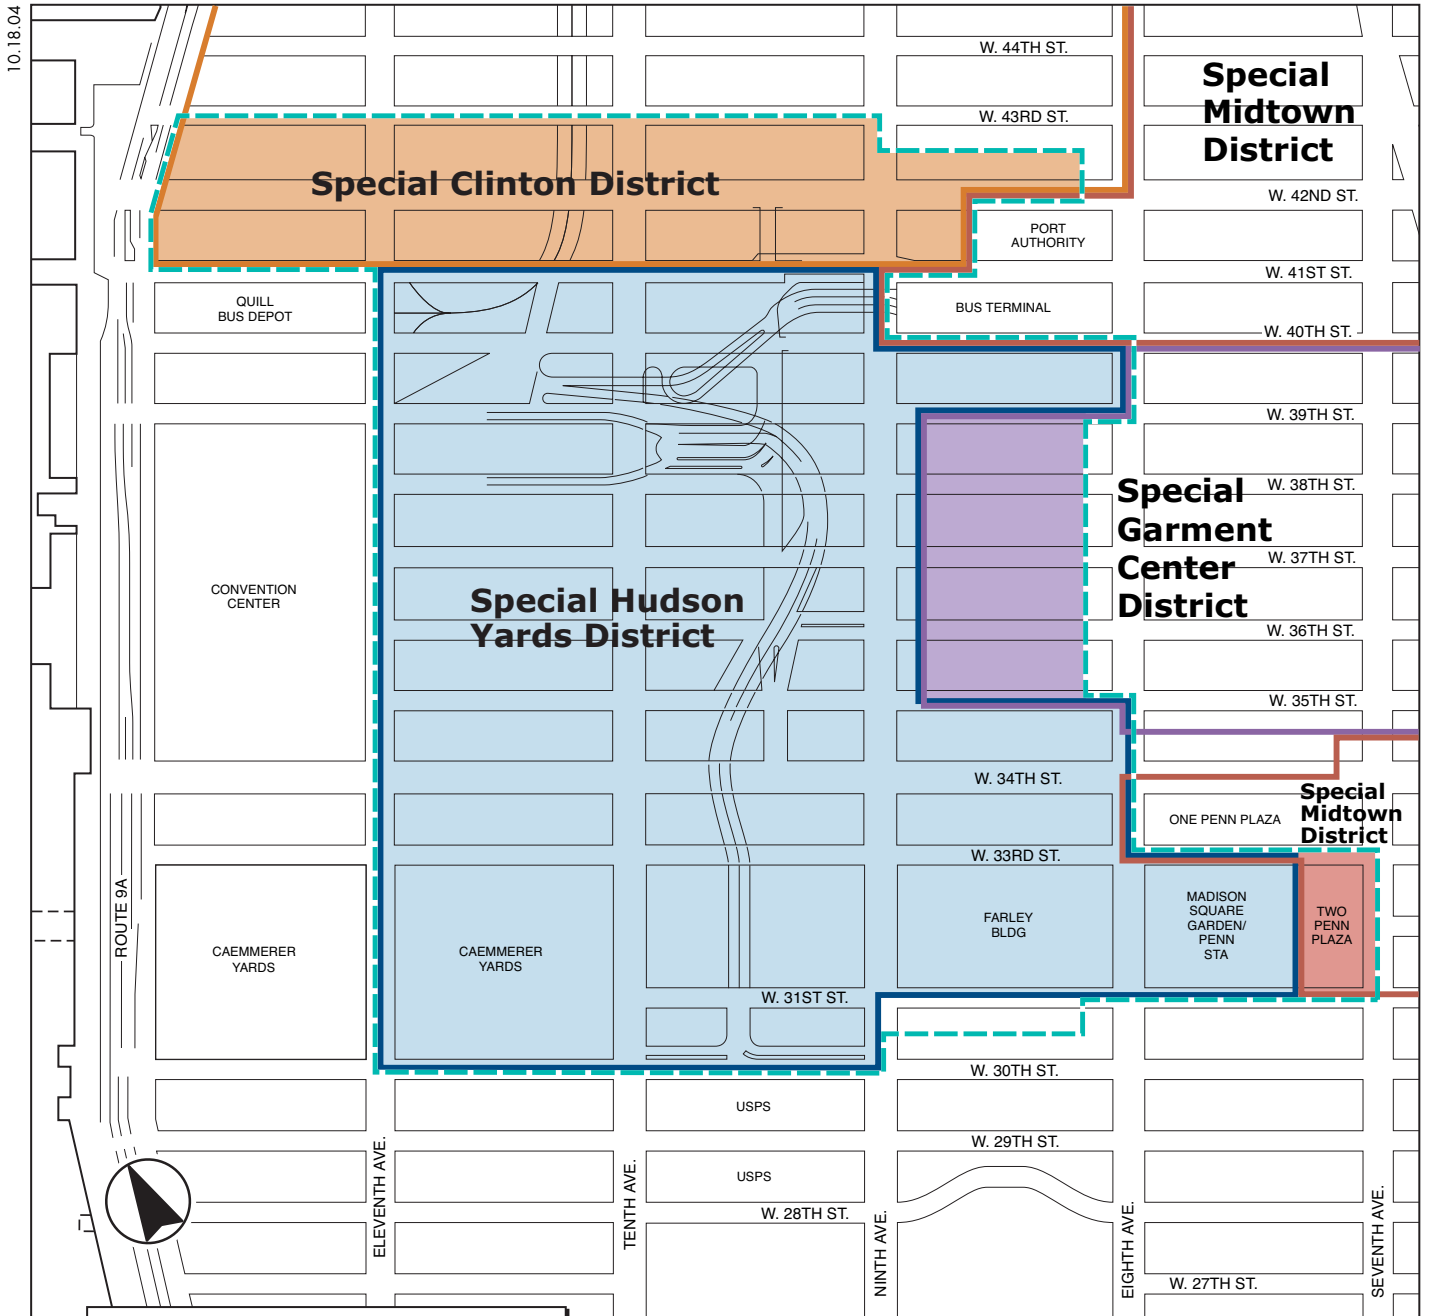 10.18.04
W. 44TH ST.
Special
Midtown
District
W. 43RD ST.
Special Clinton District
W. 42ND ST.
PORT
AUTHORITY
W. 41ST ST.
QUILL
BUS DEPOT
BUS TERMINAL
W. 40TH ST.
W. 39TH ST.
Special
Garment
Center
District
W. 38TH ST.
W. 37TH ST.
CONVENTION
CENTER
Special Hudson
Yards District
W. 36TH ST.
W. 35TH ST.
W. 34TH ST.
Special
Midtown
District
ONE PENN PLAZA
W. 33RD ST.
ROUTE 9A
CAEMMERER
YARDS
CAEMMERER
YARDS
FARLEY
BLDG
MADISON
SQUARE
GARDEN/
PENN
STA
TWO
PENN
PLAZA
W. 31ST ST.
W. 30TH ST.
USPS
W. 29TH ST.
USPS
W. 28TH ST.
ELEVENTH AVE.
TENTH AVE.
NINTH AVE.
EIGHTH AVE.
SEVENTH AVE.
W. 27TH ST.